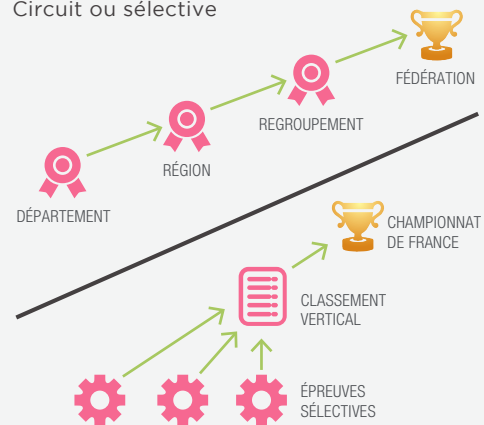 Circuit ou sélective
FÉDÉRATION
REGROUPEMENT
RÉGION
DÉPARTEMENT
CHAMPIONNAT
DE FRANCE
CLASSEMENT
VERTICAL
ÉPREUVES
SÉLECTIVES